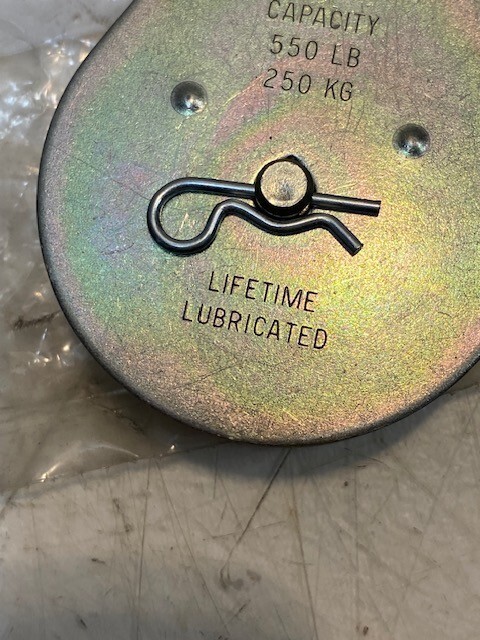 CAPACITY
550 LB
250 KG
LIFETIME
LUBRICATED